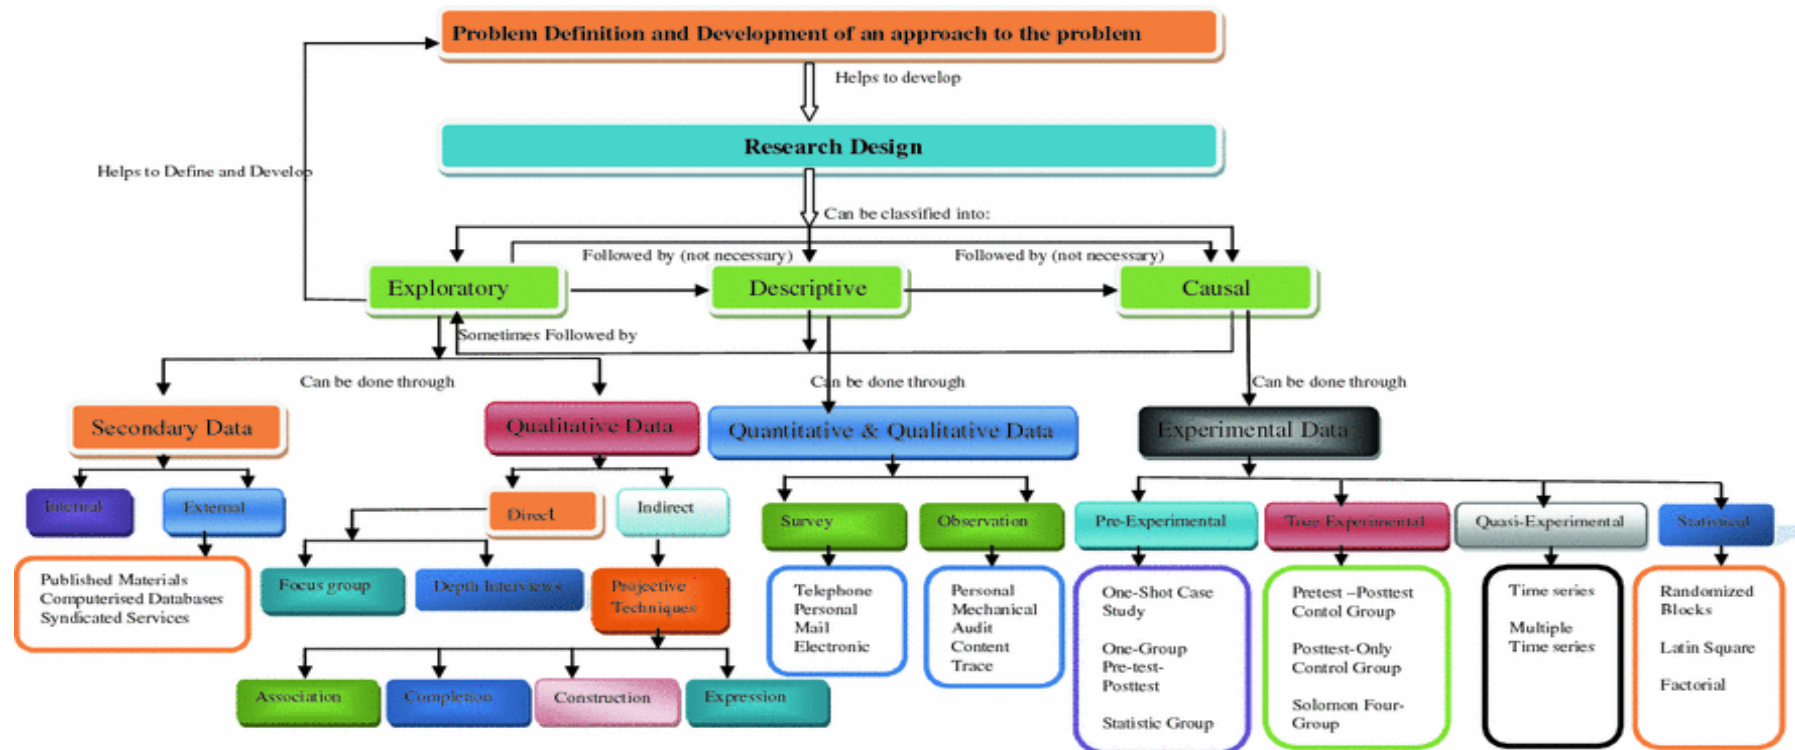 Problem Definition and Development of an approach to the problem
Helps to develop
Research Design
Helps to Define and Develop
Can be classified into:
Followed by (not necessary)
Followed by (not necessary)
Exploratory
Descriptive
Causal
Sometimes Followed by
Can be done through
Can be done through
Can be done through
Secondary Data
Qualitative Data
Quantitative & Qualitative Data
Experimental Data
Internal
External
Direct
Indirect
Survey
Observation
Pre-Experimental
True-Experimental
Quasi-Experimental
Statistical
Published Materials
Computerised Databases
Syndicated Services
Focus group
Depth Interviews
Projective
Techniques
Telephone
Personal
Mail
Electronic
Personal
Mechanical
Audit
Content
Trace
One-Shot Case
Study
One-Group
Pre-test-
Posttest
Statistic Group
Pretest –Posttest
Contol Group
Posttest-Only
Control Group
Solomon Four-
Group
Time series
Multiple
Time series
Randomized
Blocks
Latin Square
Factorial
Association
Completion
Construction
Expression